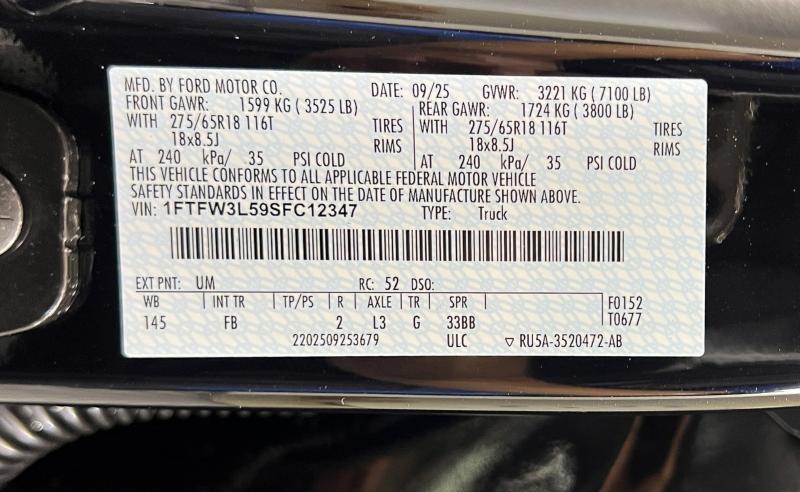 MFD. BY FORD MOTOR CO. DATE: 09/25 GVWR: 3221 KG ( 7100 LB)
FRONT GAWR: 1599 KG ( 3525 LB) REAR GAWR: 1724 KG ( 3800 LB)
WITH 275/65R18 116T TIRES WITH 275/65R18 116T TIRES
18x8.5J RIMS 18x8.5J RIMS
AT 240 kPa/ 35 PSI COLD AT 240 kPa/ 35 PSI COLD
THIS VEHICLE CONFORMS TO ALL APPLICABLE FEDERAL MOTOR VEHICLE
SAFETY STANDARDS IN EFFECT ON THE DATE OF MANUFACTURE SHOWN ABOVE.
VIN: 1FTFW3L59SFC12347 TYPE: Truck
EXT PNT: UM RC: 52 DSO:
WB INT TR TP/PS R AXLE TR SPR F0152
145 FB 2 L3 G 33BB T0677
2202509253679 ULC ▽ RU5A-3520472-AB